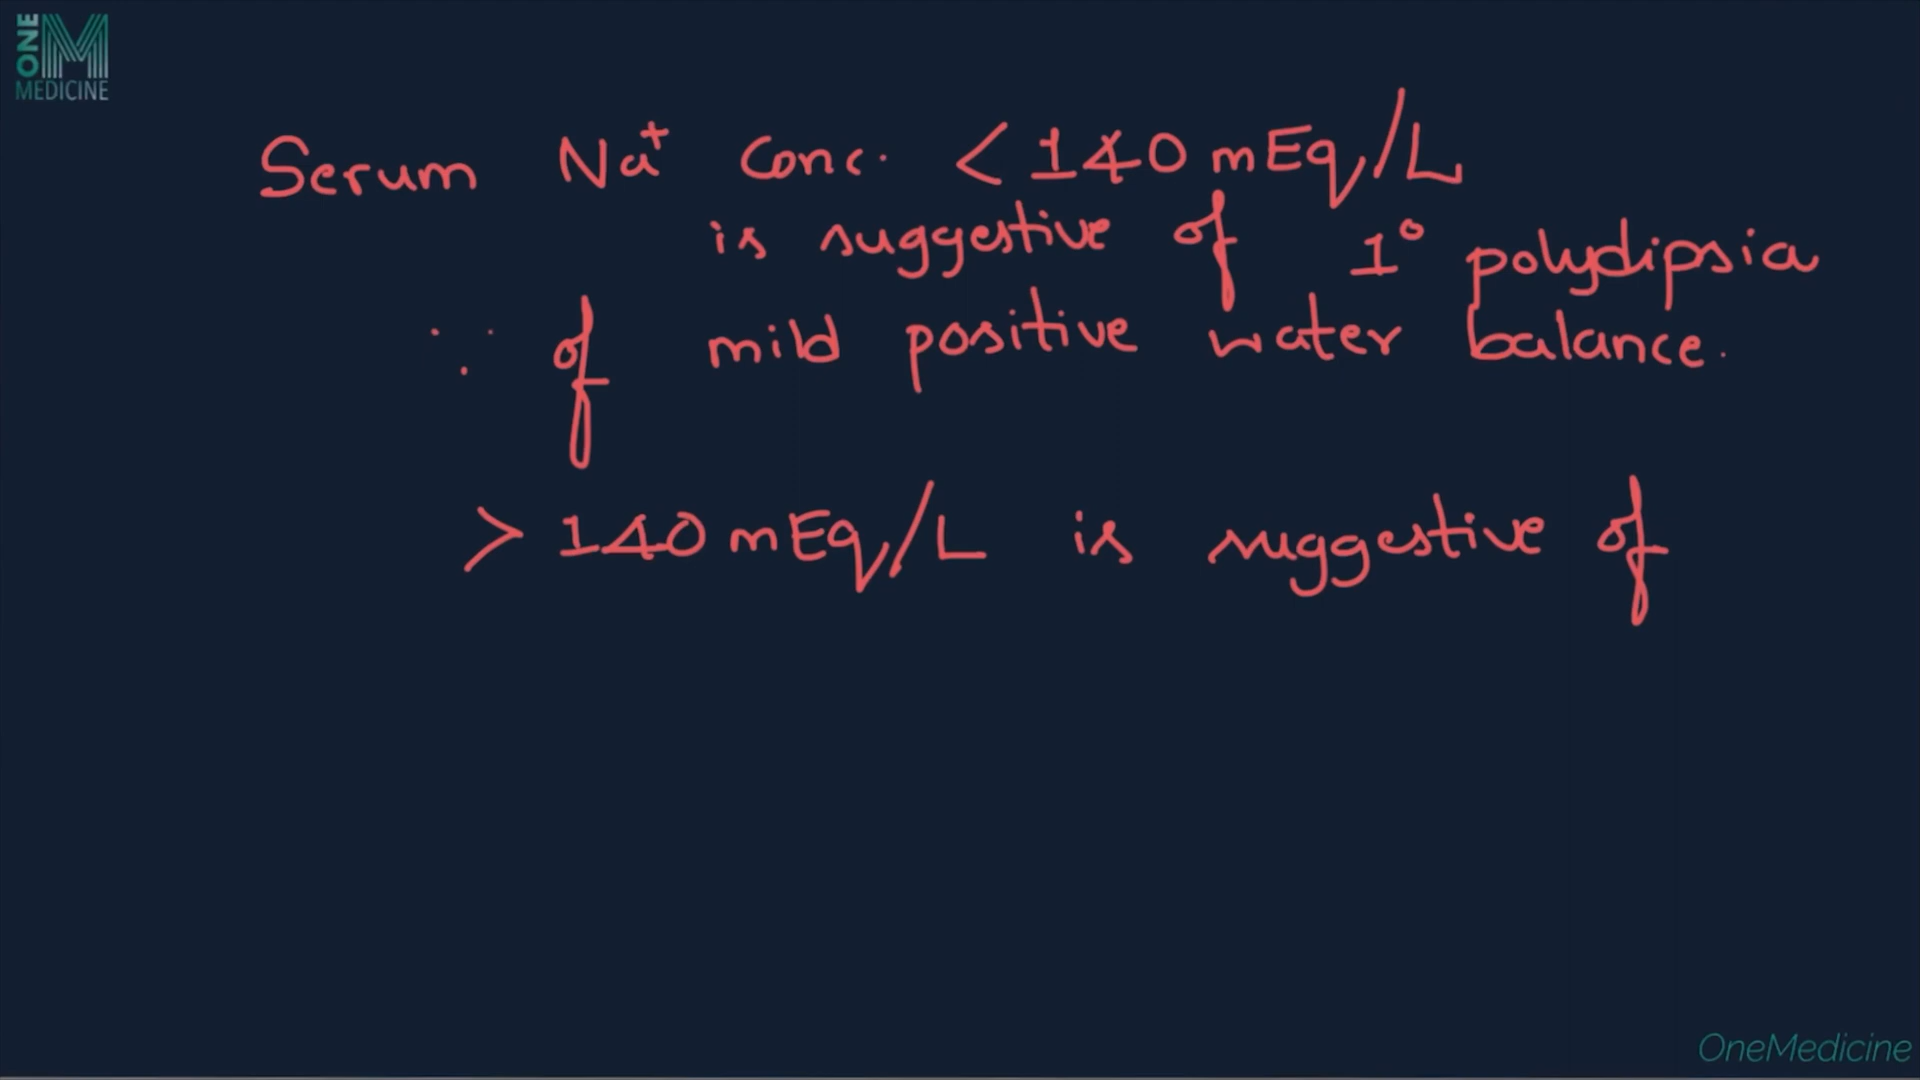 ONE
M
MEDICINE
Serum Na⁺ Conc. < 140 mEq/L
is suggestive of 1° polydipsia
∵ of mild positive water balance.
> 140 mEq/L is suggestive of
OneMedicine